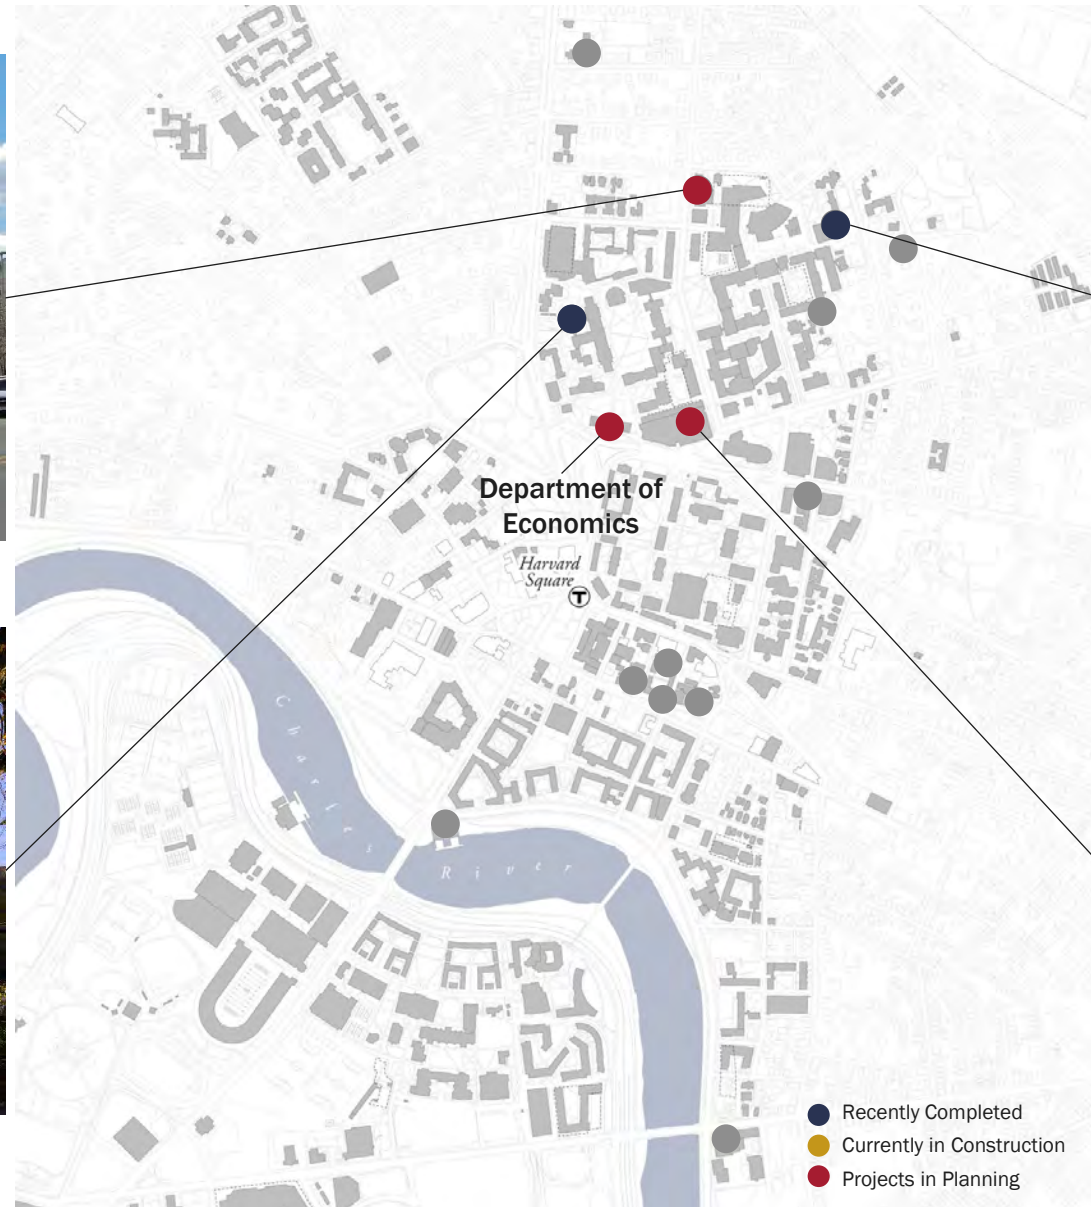 Department of
Economics
Harvard
Square
T
Charles
River
Recently Completed
Currently in Construction
Projects in Planning